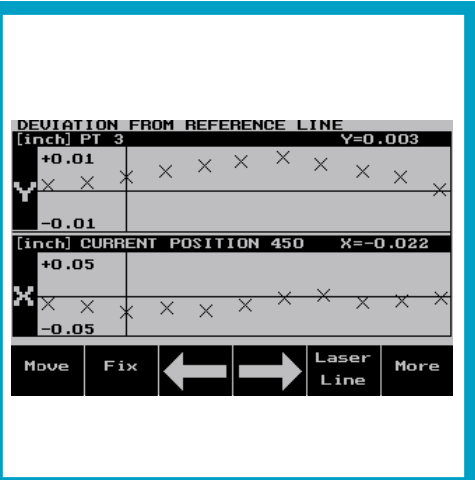 DEVIATION FROM REFERENCE LINE
[inch] PT 3 Y=0.003
+0.01
Y
-0.01
[inch] CURRENT POSITION 450 X=-0.022
+0.05
X
-0.05
Move Fix Laser Line More